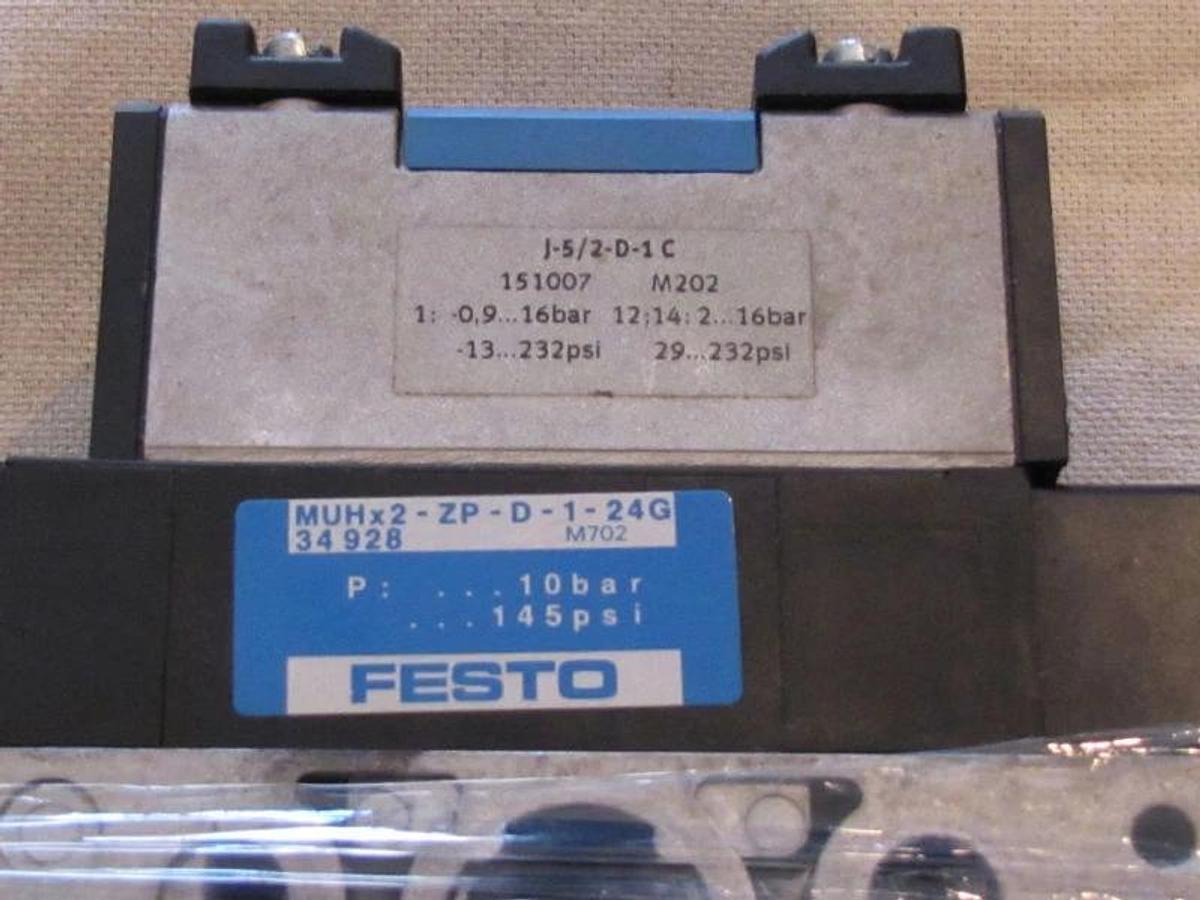 J-5/2-D-1 C
151007 M202
1: -0,9...16bar 12;14: 2...16bar
-13...232psi 29...232psi
MUHx2-ZP-D-1-24G
34 928 M702
P: ...10bar
...145psi
FESTO